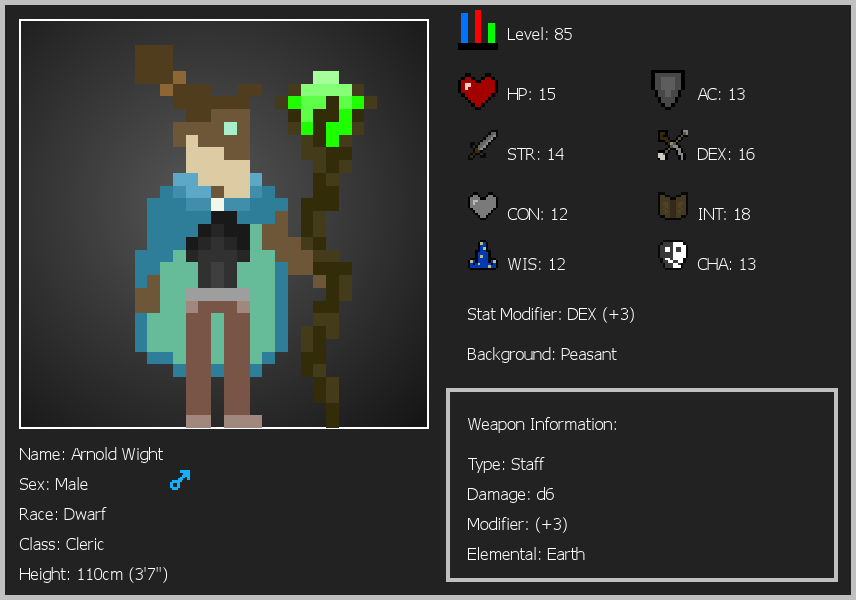 Level: 85
HP: 15
AC: 13
STR: 14
DEX: 16
CON: 12
INT: 18
WIS: 12
CHA: 13
Stat Modifier: DEX (+3)
Background: Peasant
Weapon Information:
Type: Staff
Damage: d6
Modifier: (+3)
Elemental: Earth
Name: Arnold Wight
Sex: Male
Race: Dwarf
Class: Cleric
Height: 110cm (3'7")